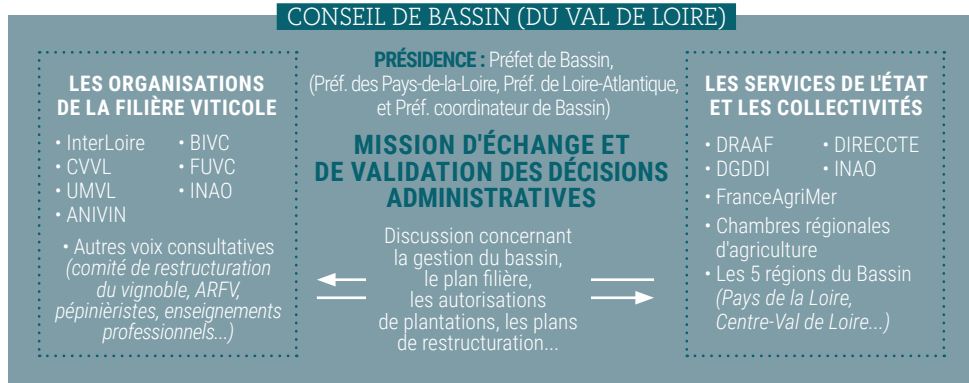 CONSEIL DE BASSIN (DU VAL DE LOIRE)
LES ORGANISATIONS
DE LA FILIÈRE VITICOLE
• InterLoire • BIVC
• CVVL • FUVC
• UMVL • INAO
• ANIVIN
• Autres voix consultatives
(comité de restructuration
du vignoble, ARFV,
pépinièristes, enseignements
professionnels...)
PRÉSIDENCE : Préfet de Bassin,
(Préf. des Pays-de-la-Loire, Préf. de Loire-Atlantique,
et Préf. coordinateur de Bassin)
MISSION D'ÉCHANGE ET
DE VALIDATION DES DÉCISIONS
ADMINISTRATIVES
Discussion concernant
la gestion du bassin,
le plan filière,
les autorisations
de plantations, les plans
de restructuration...
LES SERVICES DE L'ÉTAT
ET LES COLLECTIVITÉS
• DRAAF • DIRECCTE
• DGDDI • INAO
• FranceAgriMer
• Chambres régionales
d'agriculture
• Les 5 régions du Bassin
(Pays de la Loire,
Centre-Val de Loire...)